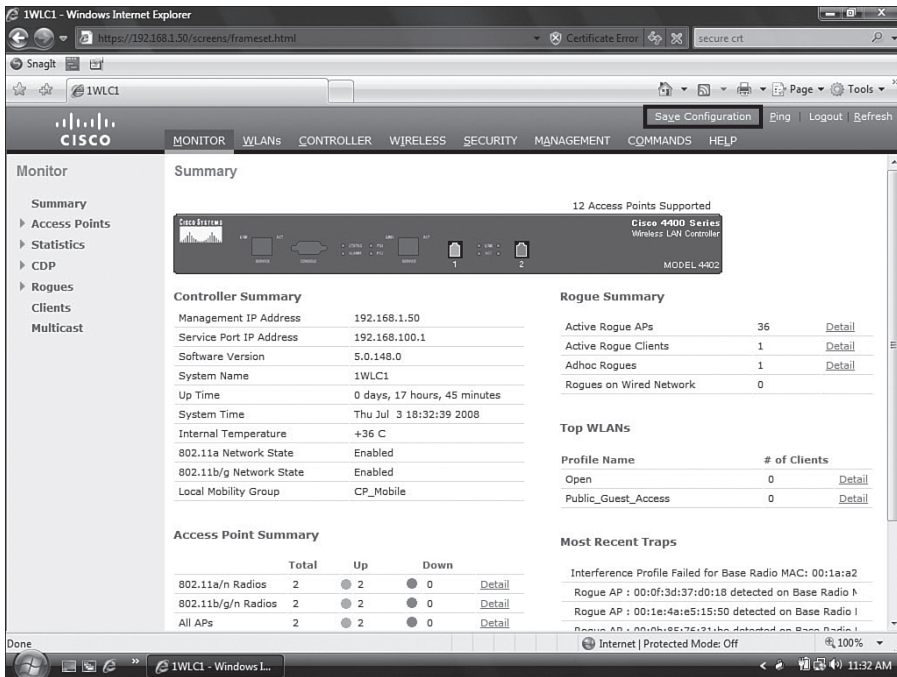 1WLC1 - Windows Internet Explorer
https://192.168.1.50/screens/frameset.html
Certificate Error
secure crt
SnagIt
1WLC1
Page
Tools
Save Configuration
Ping | Logout | Refresh
CISCO
MONITOR WLANs CONTROLLER WIRELESS SECURITY MANAGEMENT COMMANDS HELP
Monitor
Summary
Access Points
Statistics
CDP
Rogues
Clients
Multicast
Summary
12 Access Points Supported
CISCO SYSTEMS
Cisco 4400 Series
Wireless LAN Controller
MODEL 4402
1
2
Controller Summary
Management IP Address 192.168.1.50
Service Port IP Address 192.168.100.1
Software Version 5.0.148.0
System Name 1WLC1
Up Time 0 days, 17 hours, 45 minutes
System Time Thu Jul 3 18:32:39 2008
Internal Temperature +36 C
802.11a Network State Enabled
802.11b/g Network State Enabled
Local Mobility Group CP_Mobile
Rogue Summary
Active Rogue APs 36 Detail
Active Rogue Clients 1 Detail
Adhoc Rogues 1 Detail
Rogues on Wired Network 0
Top WLANs
Profile Name # of Clients
Open 0 Detail
Public_Guest_Access 0 Detail
Access Point Summary
Total Up Down
802.11a/n Radios 2 2 0 Detail
802.11b/g/n Radios 2 2 0 Detail
All APs 2 2 0 Detail
Most Recent Traps
Interference Profile Failed for Base Radio MAC: 00:1a:a2
Rogue AP : 00:0f:3d:37:d0:18 detected on Base Radio
Rogue AP : 00:1e:4a:e5:15:50 detected on Base Radio
Done
Internet | Protected Mode: Off
100%
1WLC1 - Windows I...
11:32 AM